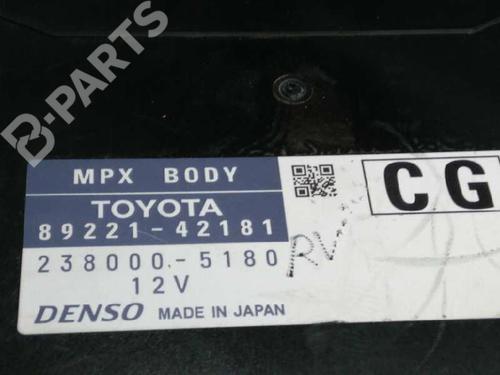 B-PARTS
MPX BODY
TOYOTA
89221-42181
238000-5180
12V
DENSO MADE IN JAPAN
CG
RV